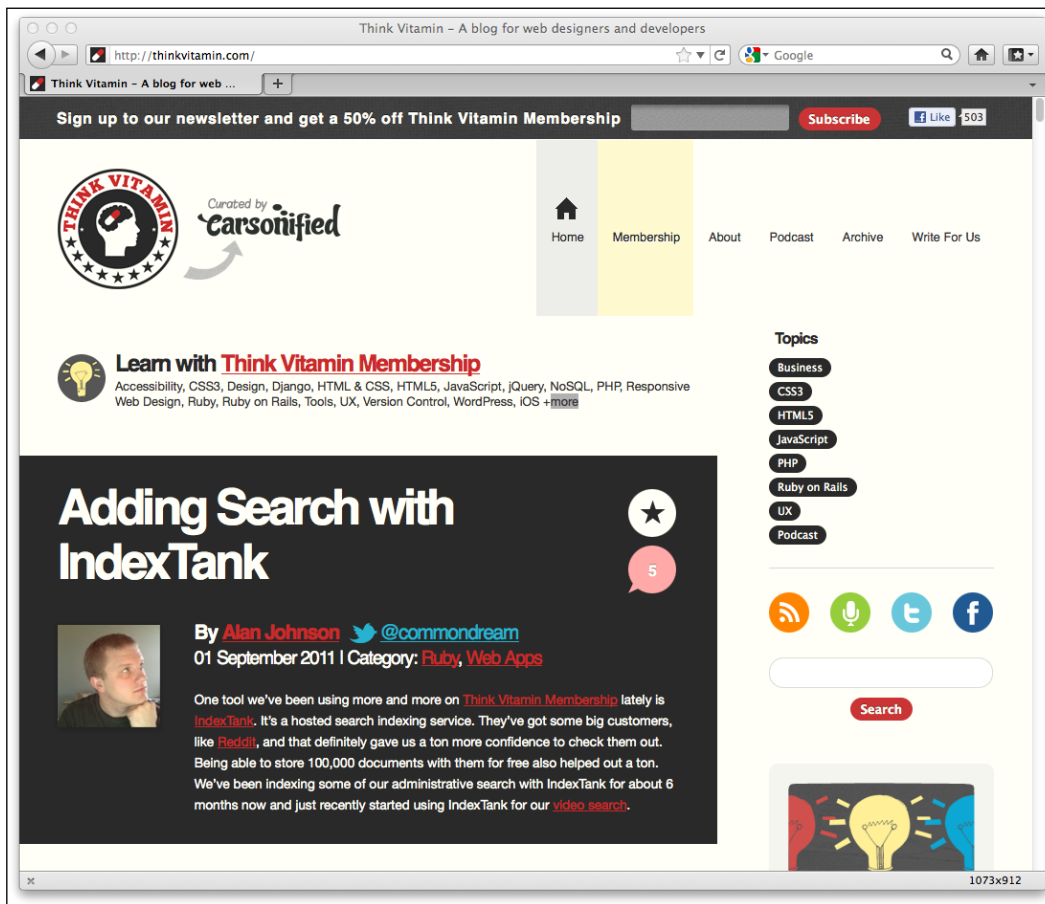 Think Vitamin – A blog for web designers and developers
http://thinkvitamin.com/
Google
Think Vitamin – A blog for web ...
+
Sign up to our newsletter and get a 50% off Think Vitamin Membership
Subscribe
Like
503
THINK VITAMIN
Curated by
Carsonified
Home
Membership
About
Podcast
Archive
Write For Us
Learn with Think Vitamin Membership
Accessibility, CSS3, Design, Django, HTML & CSS, HTML5, JavaScript, jQuery, NoSQL, PHP, Responsive
Web Design, Ruby, Ruby on Rails, Tools, UX, Version Control, WordPress, iOS +more
Adding Search with
IndexTank
5
By Alan Johnson @commondream
01 September 2011 | Category: Ruby, Web Apps
One tool we've been using more and more on Think Vitamin Membership lately is
IndexTank. It's a hosted search indexing service. They've got some big customers,
like Reddit, and that definitely gave us a ton more confidence to check them out.
Being able to store 100,000 documents with them for free also helped out a ton.
We've been indexing some of our administrative search with IndexTank for about 6
months now and just recently started using IndexTank for our video search.
Topics
Business
CSS3
HTML5
JavaScript
PHP
Ruby on Rails
UX
Podcast
Search
1073x912